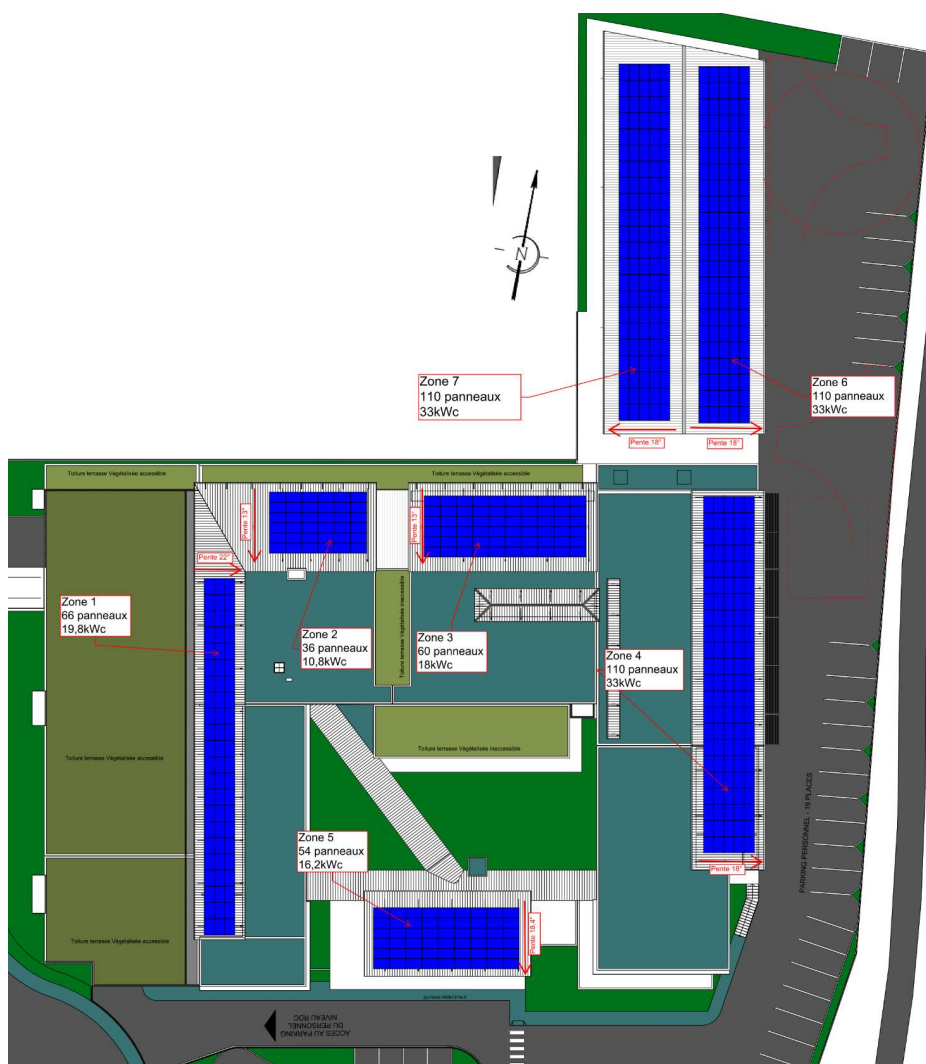 N
Zone 7
110 panneaux
33kWc
Zone 6
110 panneaux
33kWc
Pente 18°
Pente 18°
Toiture terrasse Végétalisée accessible
Toiture terrasse Végétalisée accessible
Pente 13°
Pente 13°
Pente 22°
Zone 1
66 panneaux
19,8kWc
Zone 2
36 panneaux
10,8kWc
Toiture terrasse Végétalisée inaccessible
Zone 3
60 panneaux
18kWc
Zone 4
110 panneaux
33kWc
Toiture terrasse Végétalisée accessible
Toiture terrasse Végétalisée inaccessible
PARKING PERSONNEL - 19 PLACES
Zone 5
54 panneaux
16,2kWc
Pente 18°
Pente 18,4°
Toiture terrasse Végétalisée accessible
ACCÈS AU PARKING
DU PERSONNEL
NIVEAU RDC